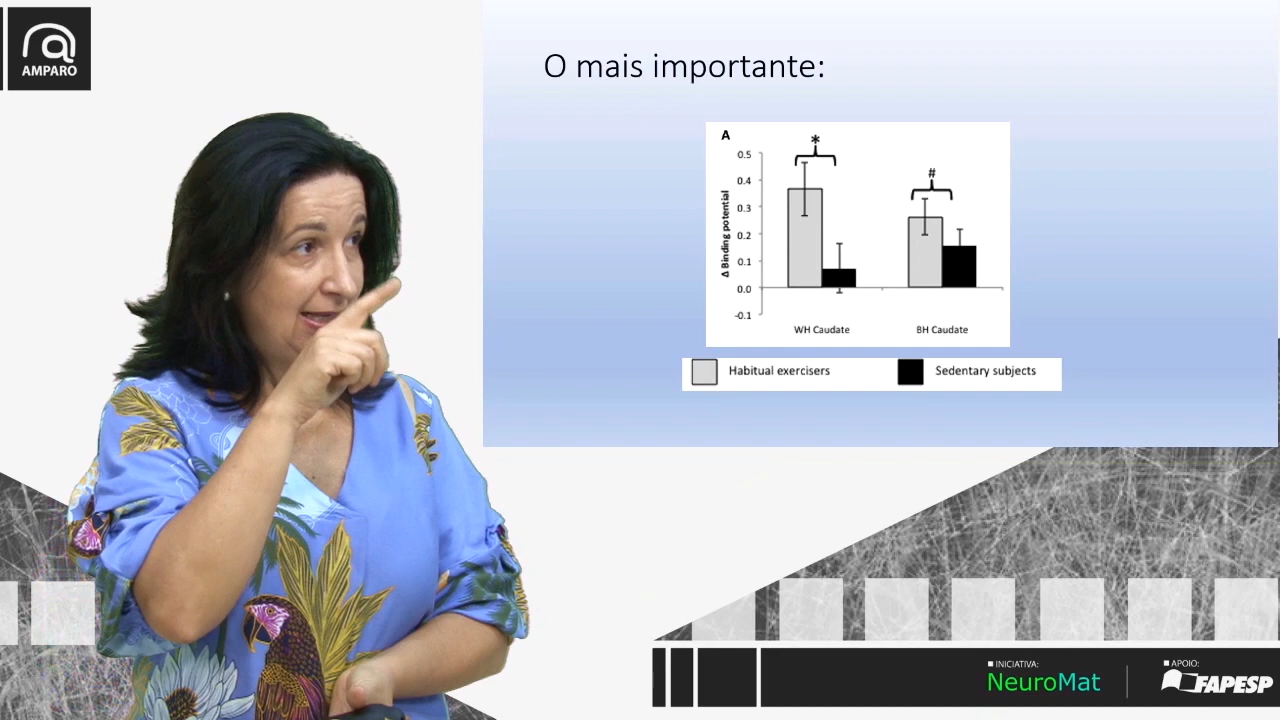 AMPARO
O mais importante:
A
*
#
0.5
0.4
0.3
0.2
0.1
0.0
-0.1
Δ Binding potential
WH Caudate
BH Caudate
Habitual exercisers
Sedentary subjects
INICIATIVA:
NeuroMat
APOIO:
FAPESP